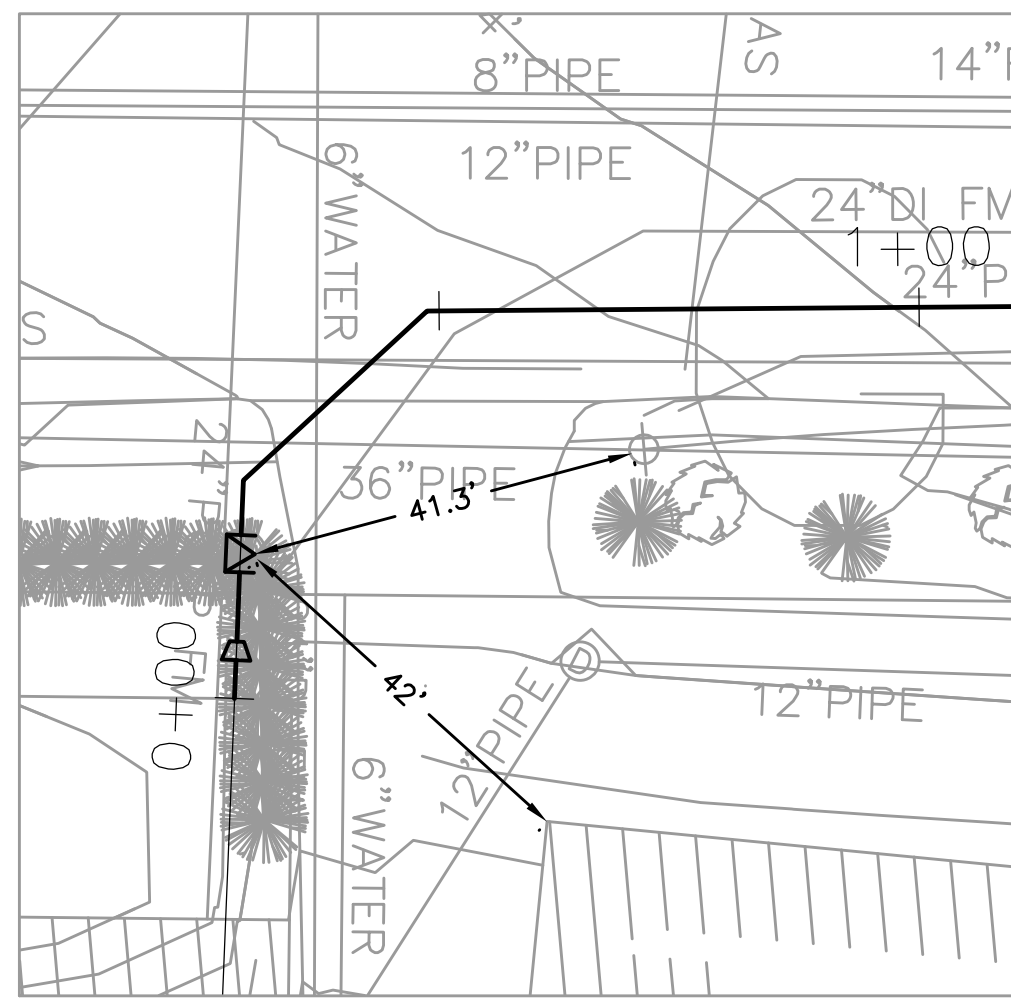 AS
8"PIPE
14"
6" WATER
12"PIPE
24"DI FM
1+00
24"P
S
36"PIPE
41.3'
0+00
42'
D
12" PIPE
12"PIPE
6" WATER